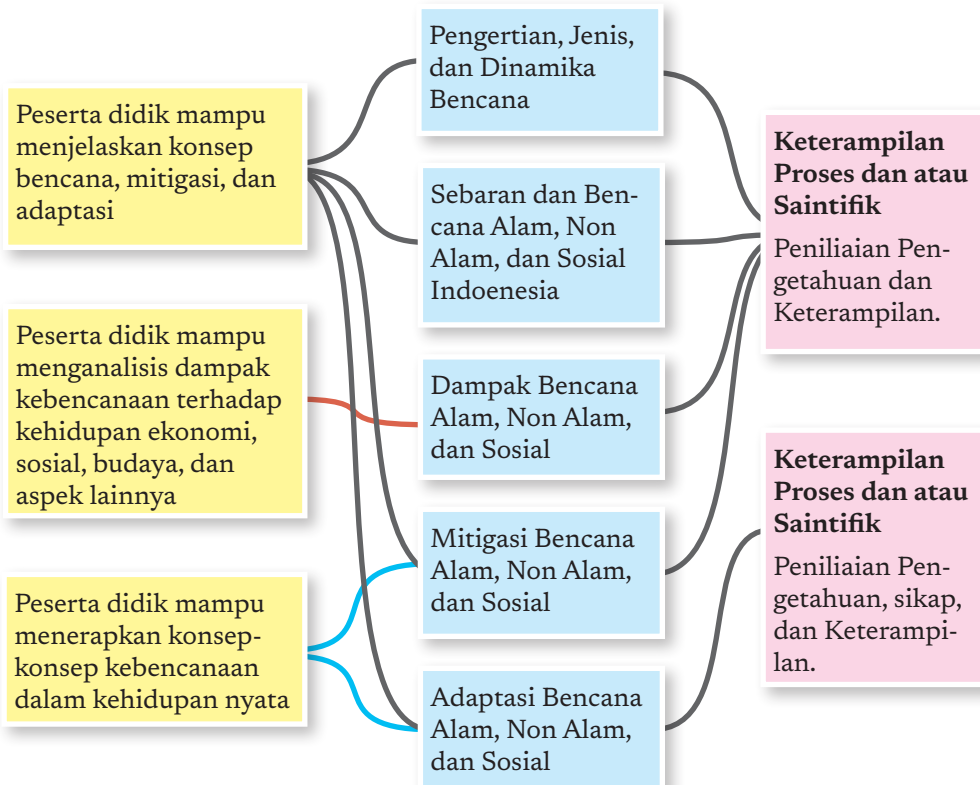 Peserta didik mampu
menjelaskan konsep
bencana, mitigasi, dan
adaptasi
Peserta didik mampu
menganalisis dampak
kebencanaan terhadap
kehidupan ekonomi,
sosial, budaya, dan
aspek lainnya
Peserta didik mampu
menerapkan konsep-
konsep kebencanaan
dalam kehidupan nyata
Pengertian, Jenis,
dan Dinamika
Bencana
Sebaran dan Ben-
cana Alam, Non
Alam, dan Sosial
Indoenesia
Dampak Bencana
Alam, Non Alam,
dan Sosial
Mitigasi Bencana
Alam, Non Alam,
dan Sosial
Adaptasi Bencana
Alam, Non Alam,
dan Sosial
Keterampilan
Proses dan atau
Saintifik
Peniliaian Pen-
getahuan dan
Keterampilan.
Keterampilan
Proses dan atau
Saintifik
Peniliaian Pen-
getahuan, sikap,
dan Keterampi-
lan.